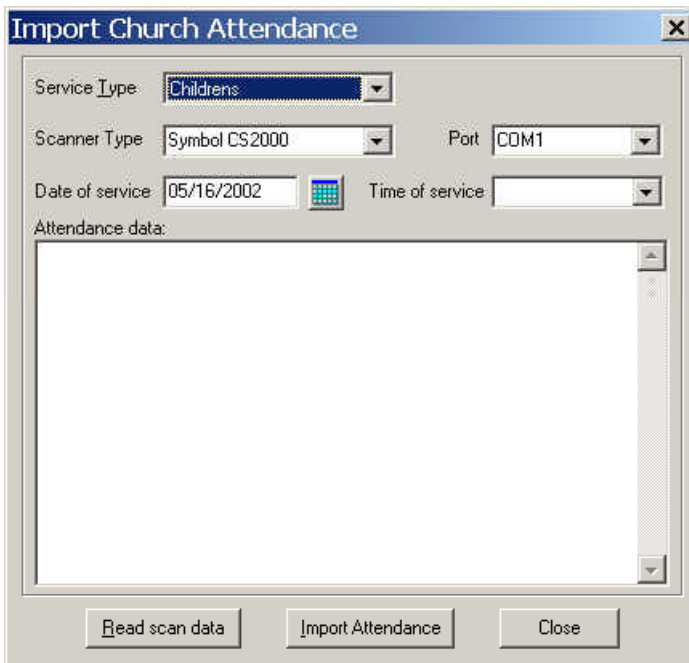 Import Church Attendance
Service Type Childrens
Scanner Type Symbol CS2000 Port COM1
Date of service 05/16/2002 Time of service
Attendance data:
Read scan data Import Attendance Close